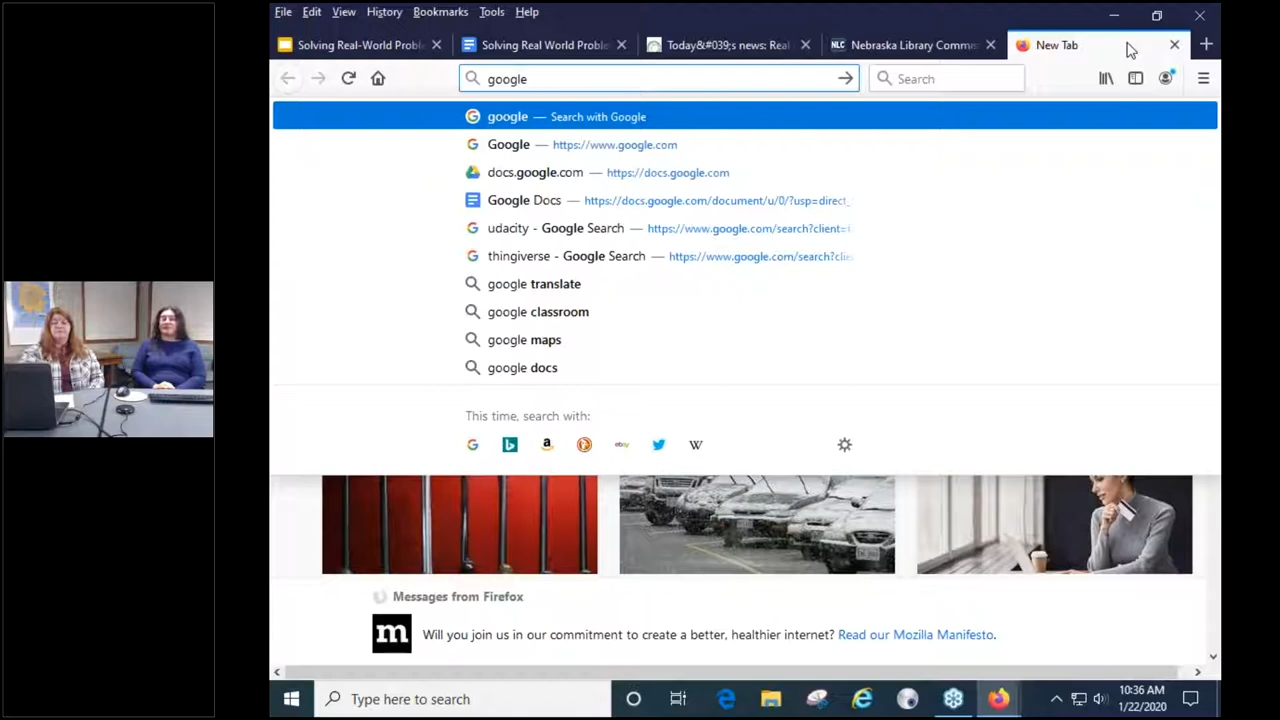 File Edit View History Bookmarks Tools Help
Solving Real-World Probl
Solving Real World Proble
Today&#039;s news: Real
NLC Nebraska Library Commis
New Tab
google
Search
google — Search with Google
Google — https://www.google.com
docs.google.com — https://docs.google.com
Google Docs — https://docs.google.com/document/u/0/?usp=direct_
udacity - Google Search — https://www.google.com/search?client=
thingiverse - Google Search — https://www.google.com/search?clie
google translate
google classroom
google maps
google docs
This time, search with:
G b a ebay W
Messages from Firefox
m
Will you join us in our commitment to create a better, healthier internet? Read our Mozilla Manifesto.
Type here to search
10:36 AM
1/22/2020